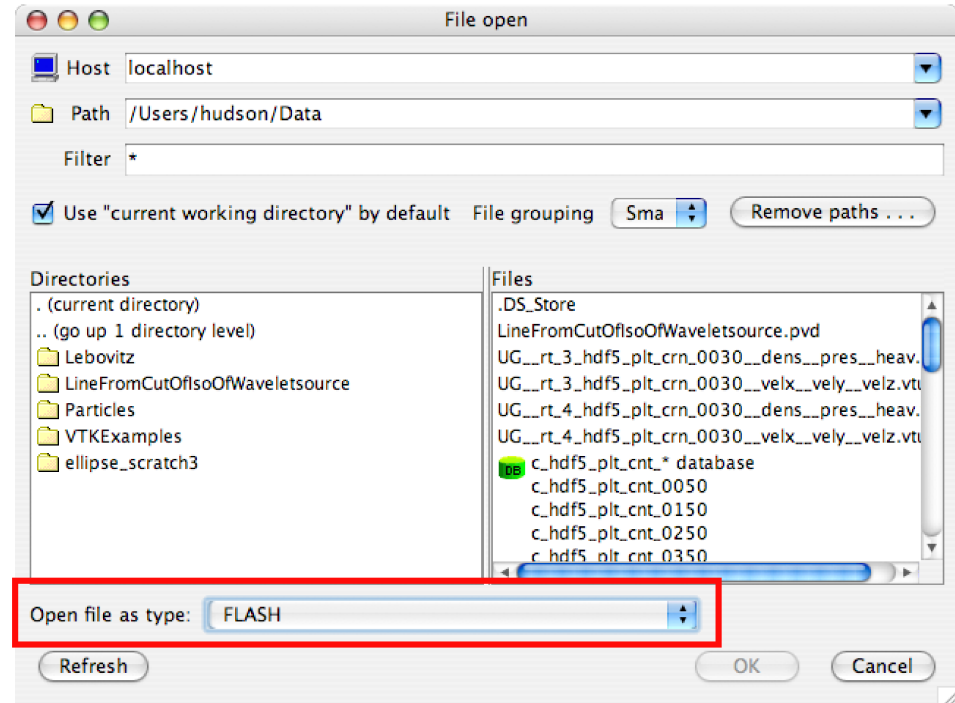 File open
Host localhost
Path /Users/hudson/Data
Filter *
Use "current working directory" by default File grouping Sma Remove paths . . .
Directories
. (current directory)
.. (go up 1 directory level)
Lebovitz
LineFromCutOfIsoOfWaveletsource
Particles
VTKExamples
ellipse_scratch3
Files
.DS_Store
LineFromCutOfIsoOfWaveletsource.pvd
UG__rt_3_hdf5_plt_crn_0030__dens__pres__heav.
UG__rt_3_hdf5_plt_crn_0030__velx__vely__velz.vtu
UG__rt_4_hdf5_plt_crn_0030__dens__pres__heav.
UG__rt_4_hdf5_plt_crn_0030__velx__vely__velz.vtu
DB c_hdf5_plt_cnt_* database
c_hdf5_plt_cnt_0050
c_hdf5_plt_cnt_0150
c_hdf5_plt_cnt_0250
c_hdf5_plt_cnt_0350
Open file as type: FLASH
Refresh OK Cancel